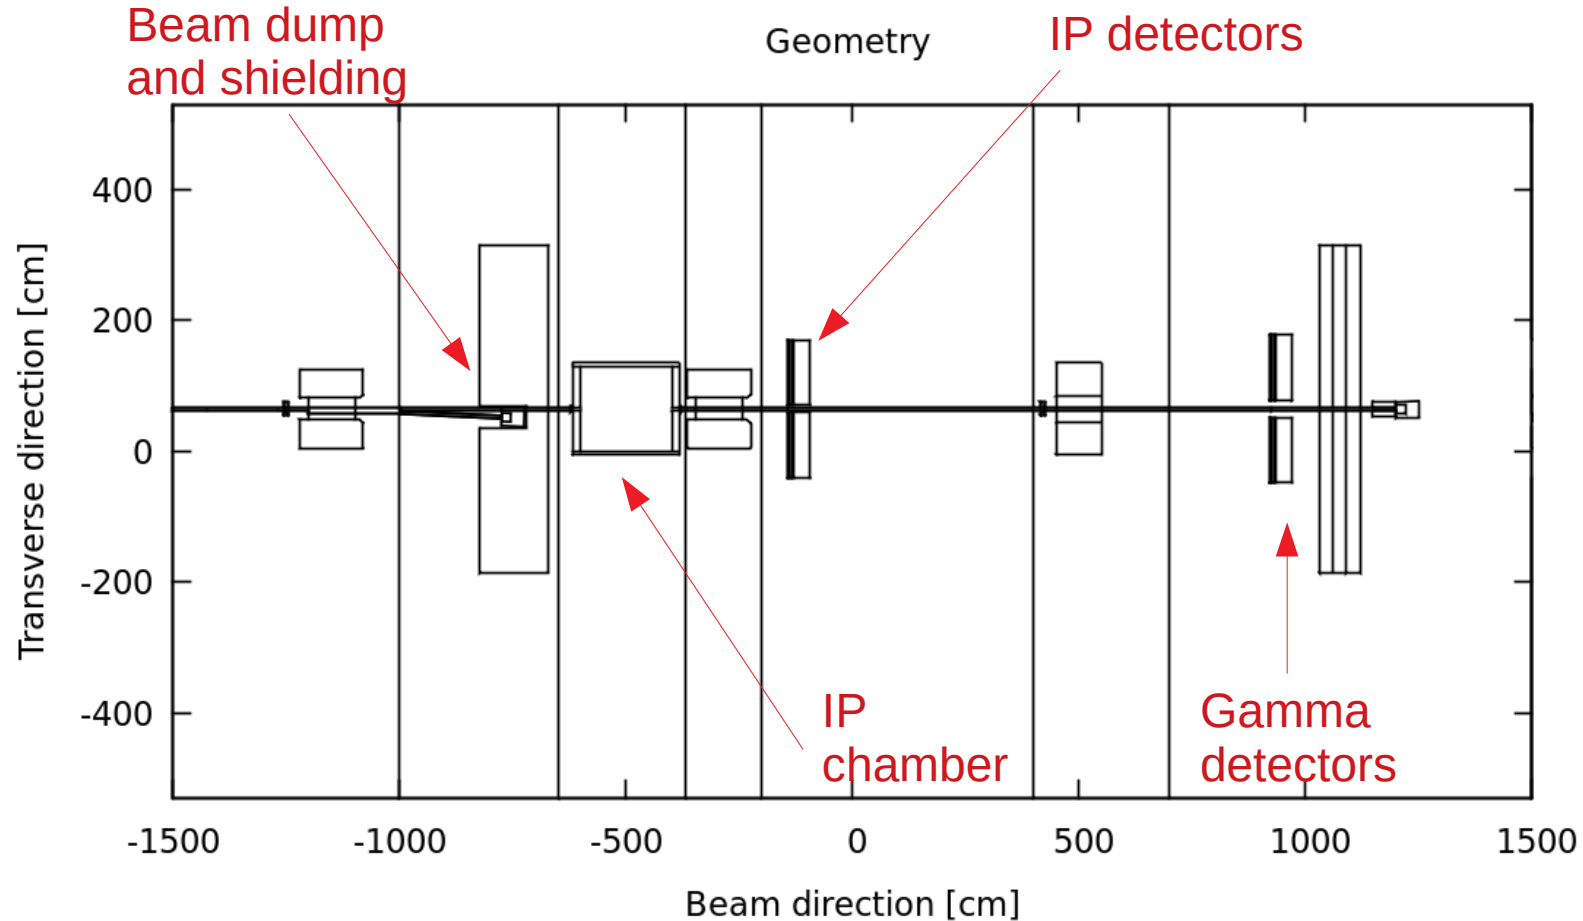 Beam dump
and shielding
Geometry
IP detectors
Transverse direction [cm]
400
200
0
-200
-400
IP
chamber
Gamma
detectors
-1500
-1000
-500
0
500
1000
1500
Beam direction [cm]